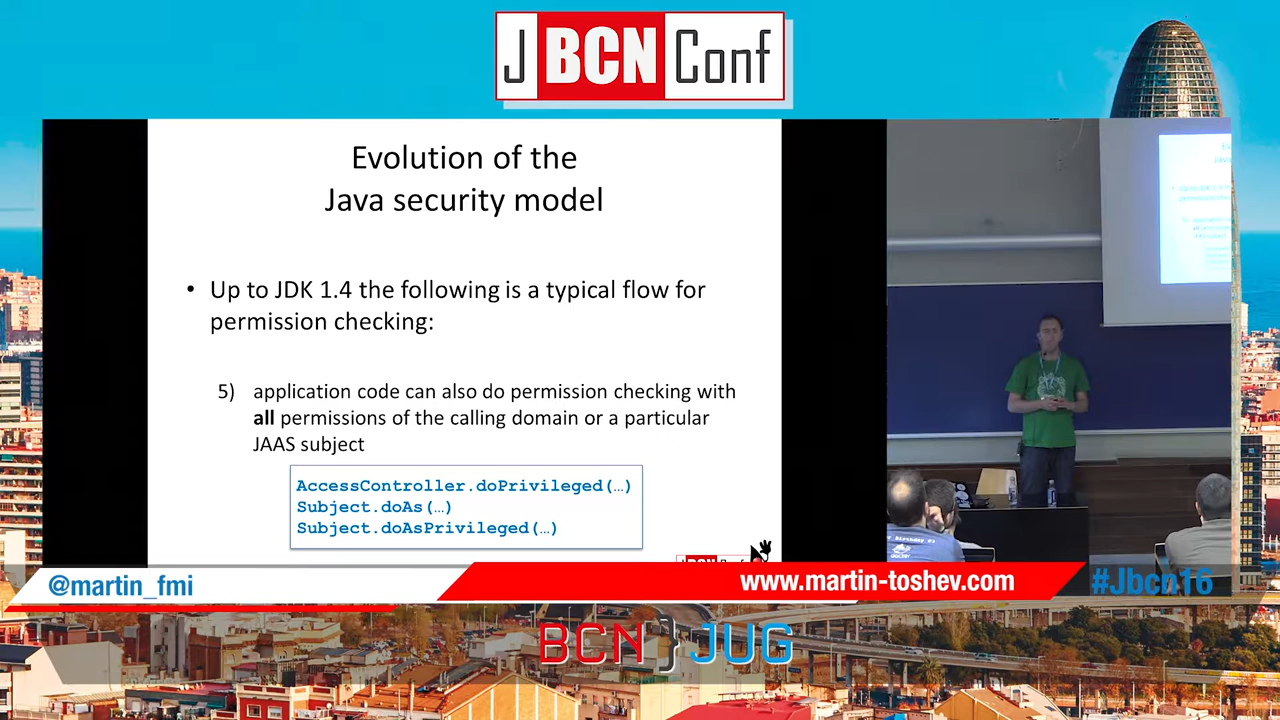 J BCN Conf
Evolution of the
Java security model
• Up to JDK 1.4 the following is a typical flow for
permission checking:
5) application code can also do permission checking with
all permissions of the calling domain or a particular
JAAS subject
AccessController.doPrivileged(…)
Subject.doAs(…)
Subject.doAsPrivileged(…)
@martin_fmi
www.martin-toshev.com
#Jbcn16
BCN JUG